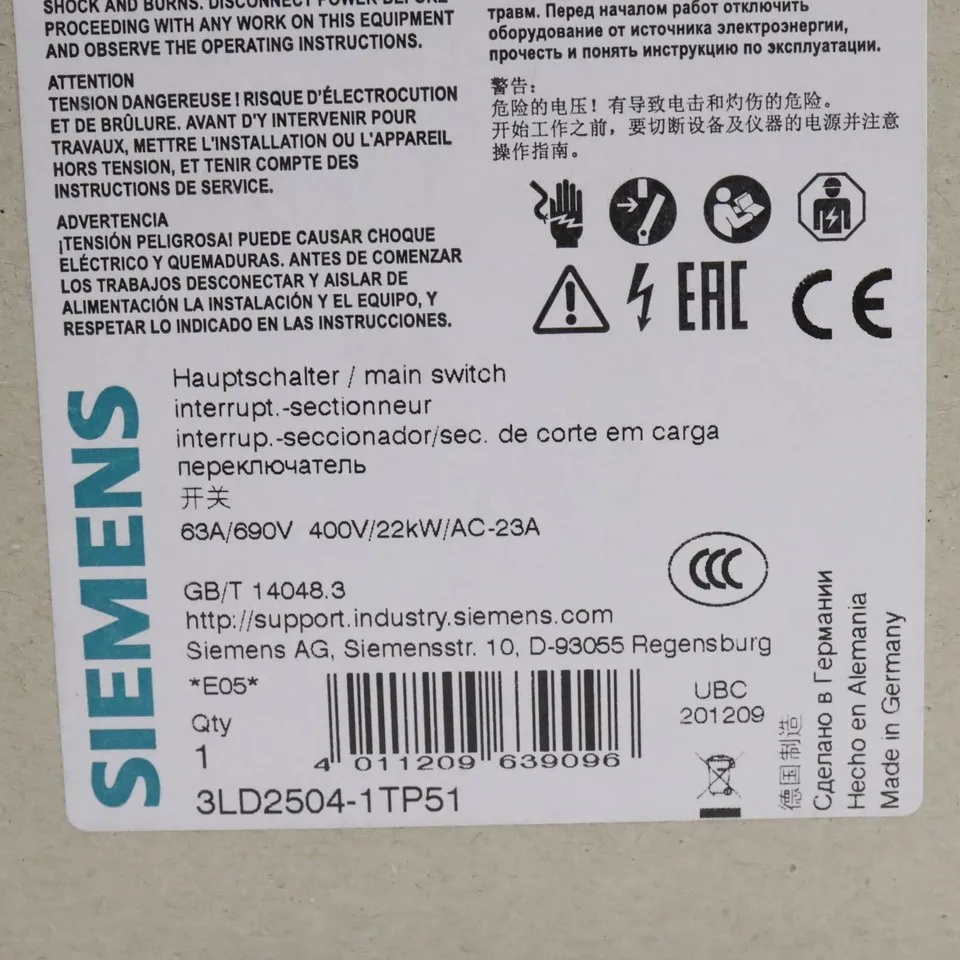 SHOCK AND BURNS. DISCONNECT POWER BEFORE
PROCEEDING WITH ANY WORK ON THIS EQUIPMENT
AND OBSERVE THE OPERATING INSTRUCTIONS.
ATTENTION
TENSION DANGEREUSE ! RISQUE D'ÉLECTROCUTION
ET DE BRÛLURE. AVANT D'Y INTERVENIR POUR
TRAVAUX, METTRE L'INSTALLATION OU L'APPAREIL
HORS TENSION, ET TENIR COMPTE DES
INSTRUCTIONS DE SERVICE.
ADVERTENCIA
¡TENSIÓN PELIGROSA! PUEDE CAUSAR CHOQUE
ELÉCTRICO Y QUEMADURAS. ANTES DE COMENZAR
LOS TRABAJOS DESCONECTAR Y AISLAR DE
ALIMENTACIÓN LA INSTALACIÓN Y EL EQUIPO, Y
RESPETAR LO INDICADO EN LAS INSTRUCCIONES.
травм. Перед началом работ отключить
оборудование от источника электроэнергии,
прочесть и понять инструкцию по эксплуатации.
警告:
危险的电压！有导致电击和灼伤的危险。
开始工作之前，要切断设备及仪器的电源并注意
操作指南。
EAC
CE
SIEMENS
Hauptschalter / main switch
interrupt.-sectionneur
interrup.-seccionador/sec. de corte em carga
переключатель
开关
63A/690V 400V/22kW/AC-23A
CCC
GB/T 14048.3
http://support.industry.siemens.com
Siemens AG, Siemensstr. 10, D-93055 Regensburg
*E05*
Qty
1
4 011209 639096
3LD2504-1TP51
UBC
201209
德国制造
Сделано в Германии
Hecho en Alemania
Made in Germany